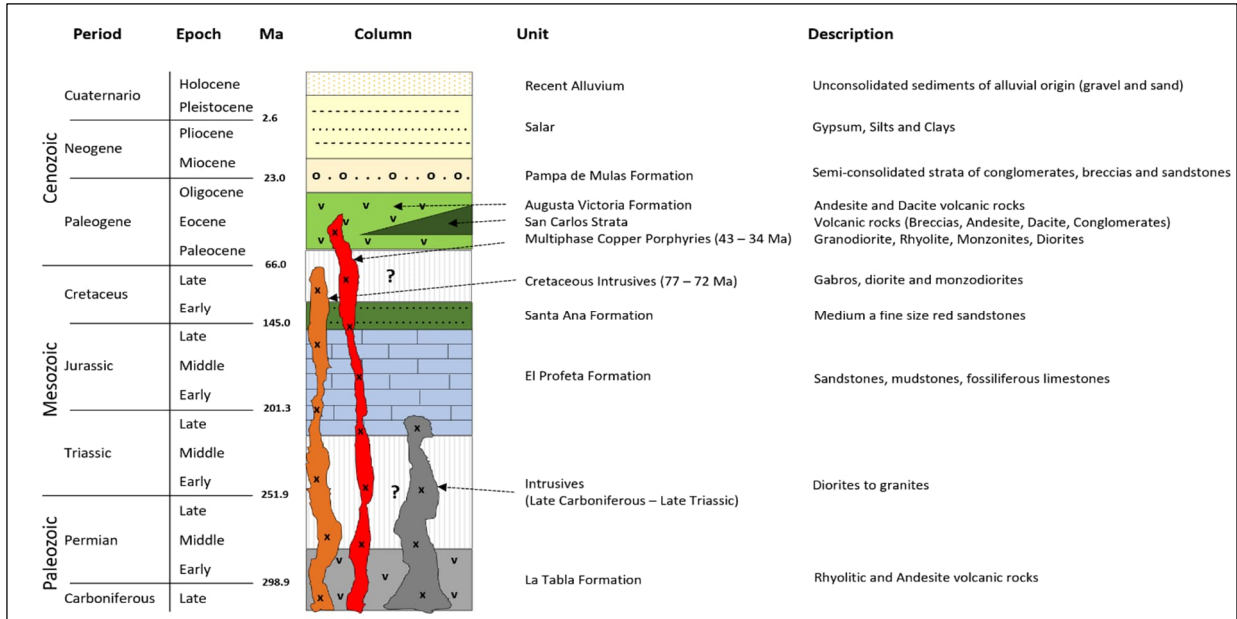 Period Epoch Ma Column Unit Description
Holocene
Cuaternario
Pleistocene
Recent Alluvium Unconsolidated sediments of alluvial origin (gravel and sand)
2.6
Pliocene
Neogene
Miocene
Salar Gypsum, Silts and Clays
Cenozoic
23.0
o . o . . . o . . o . . o .
Pampa de Mulas Formation Semi-consolidated strata of conglomerates, breccias and sandstones
Oligocene
Paleogene Eocene
Paleocene
v v v
Augusta Victoria Formation Andesite and Dacite volcanic rocks
v v
San Carlos Strata Volcanic rocks (Breccias, Andesite, Dacite, Conglomerates)
x
v v v
Multiphase Copper Porphyries (43 – 34 Ma) Granodiorite, Rhyolite, Monzonites, Diorites
66.0
Late
Cretaceus
Early
x ?
x
Cretaceous Intrusives (77 – 72 Ma) Gabros, diorite and monzodiorites
Santa Ana Formation Medium a fine size red sandstones
145.0
x
Mesozoic
Late
x
Jurassic Middle
x
Early
El Profeta Formation Sandstones, mudstones, fossiliferous limestones
201.3
x
Late
x x
Triassic Middle
Early
x x ? x
Intrusives Diorites to granites
(Late Carboniferous – Late Triassic)
251.9
Paleozoic
Late
Permian Middle
Early
x x x
v v
v
La Tabla Formation Rhyolitic and Andesite volcanic rocks
298.9
Carboniferous Late
x v x v